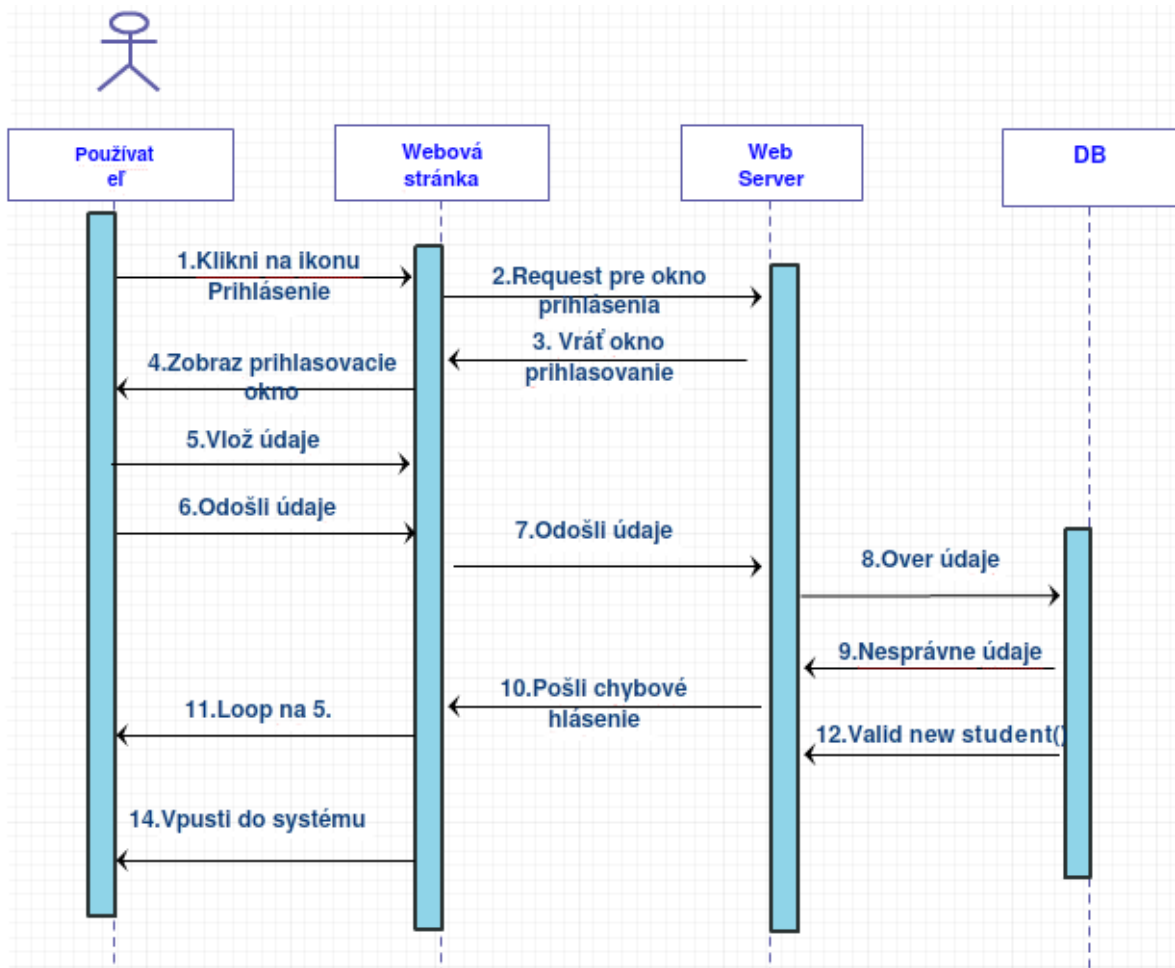 Používat
eľ
Webová
stránka
Web
Server
DB
1.Klikni na ikonu
Prihlásenie
2.Request pre okno
prihlásenia
3. Vráť okno
prihlasovanie
4.Zobraz prihlasovacie
okno
5.Vlož údaje
6.Odošli údaje
7.Odošli údaje
8.Over údaje
9.Nesprávne údaje
10.Pošli chybové
hlásenie
11.Loop na 5.
12.Valid new student()
14.Vpusti do systému